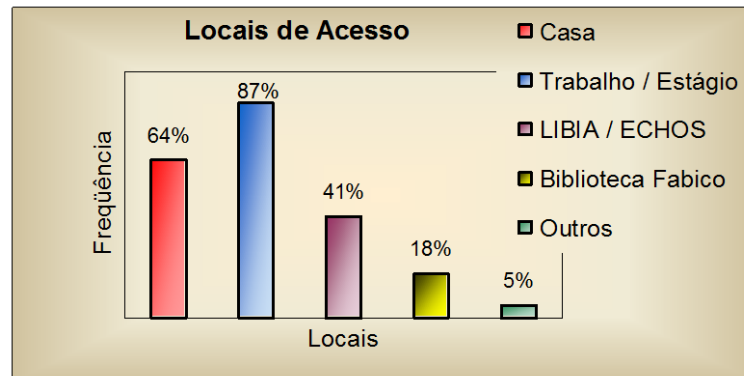 Locais de Acesso
Casa
Trabalho / Estágio
LIBIA / ECHOS
Biblioteca Fabico
Outros
Freqüência
64%
87%
41%
18%
5%
Locais